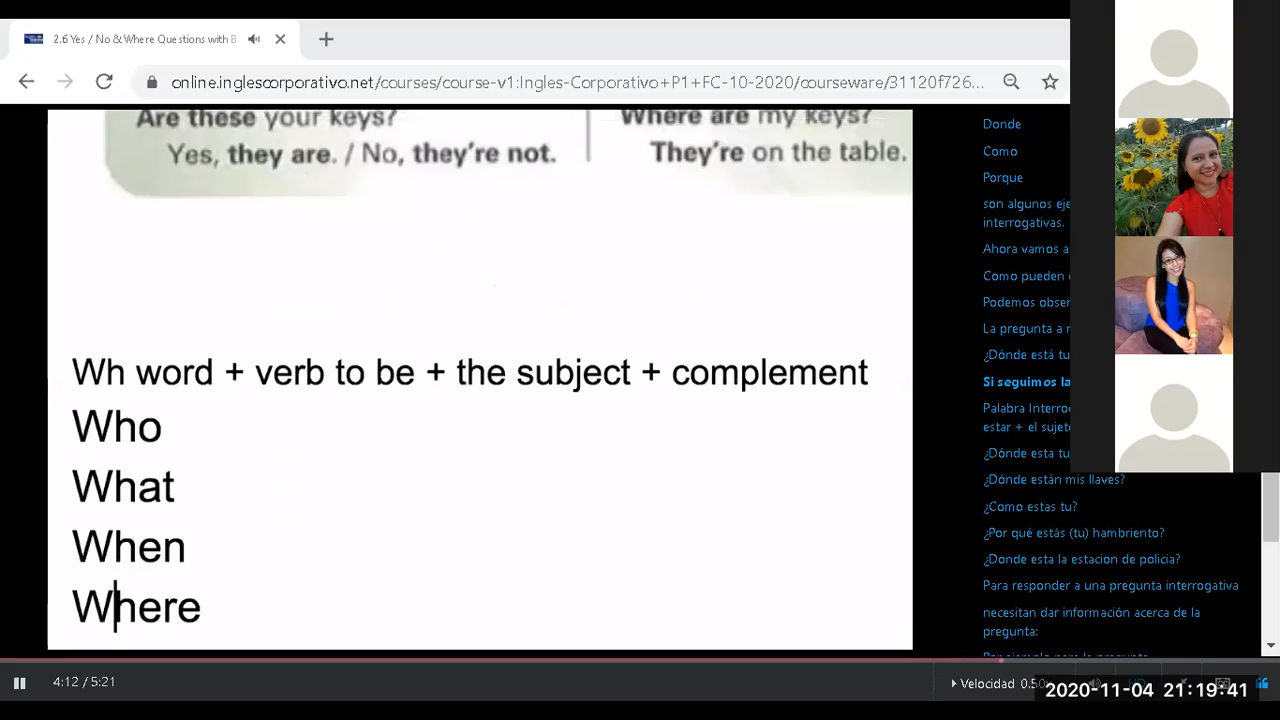 2.6 Yes / No & Where Questions with B
online.inglescorporativo.net/courses/course-v1:Ingles-Corporativo+P1+FC-10-2020/courseware/31120f726...
Are these your keys?
Yes, they are. / No, they're not.
Where are my keys?
They're on the table.
Wh word + verb to be + the subject + complement
Who
What
When
Where
Donde
Como
Porque
son algunos eje
interrogativas.
Ahora vamos a
Como pueden
Podemos obser
La pregunta a
¿Dónde está tu
Si seguimos la
Palabra Interro
estar + el sujet
¿Dónde esta tu
¿Dónde están mis llaves?
¿Como estas tu?
¿Por qué estás (tu) hambriento?
¿Donde esta la estacion de policia?
Para responder a una pregunta interrogativa
necesitan dar información acerca de la
pregunta:
4:12 / 5:21
Velocidad 0.50x
2020-11-04 21:19:41